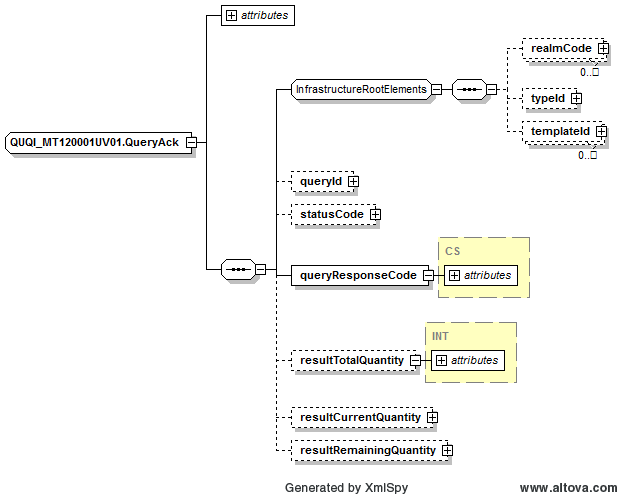 attributes
InfrastructureRootElements
realmCode
0..
typeId
templateId
0..
QUQI_MT120001UV01.QueryAck
queryId
statusCode
CS
queryResponseCode
attributes
INT
resultTotalQuantity
attributes
resultCurrentQuantity
resultRemainingQuantity
Generated by XmlSpy
www.altova.com